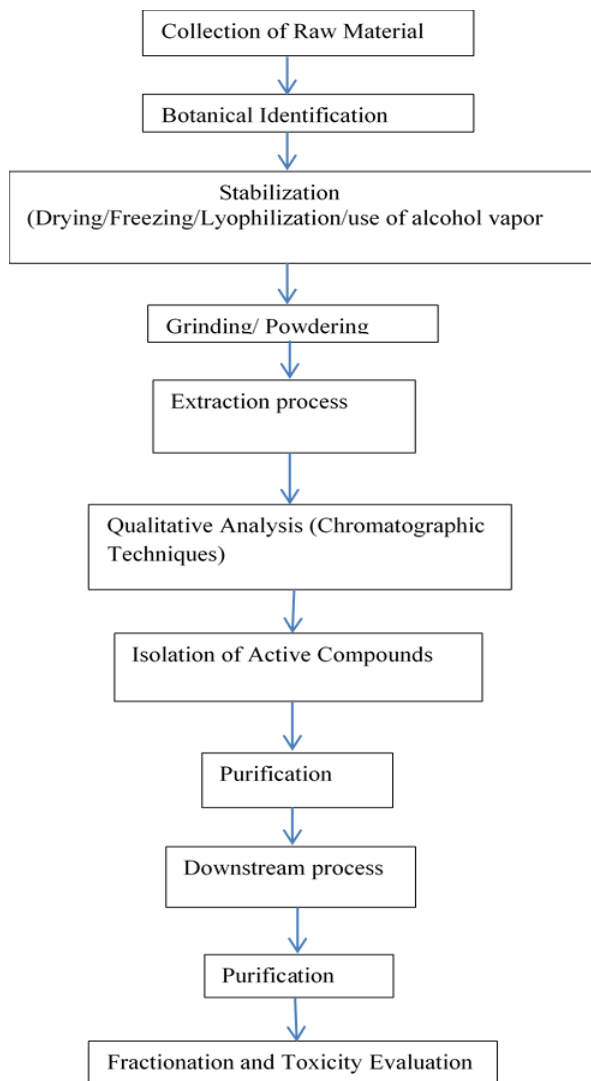 Collection of Raw Material
Botanical Identification
Stabilization
(Drying/Freezing/Lyophilization/use of alcohol vapor
Grinding/ Powdering
Extraction process
Qualitative Analysis (Chromatographic
Techniques)
Isolation of Active Compounds
Purification
Downstream process
Purification
Fractionation and Toxicity Evaluation